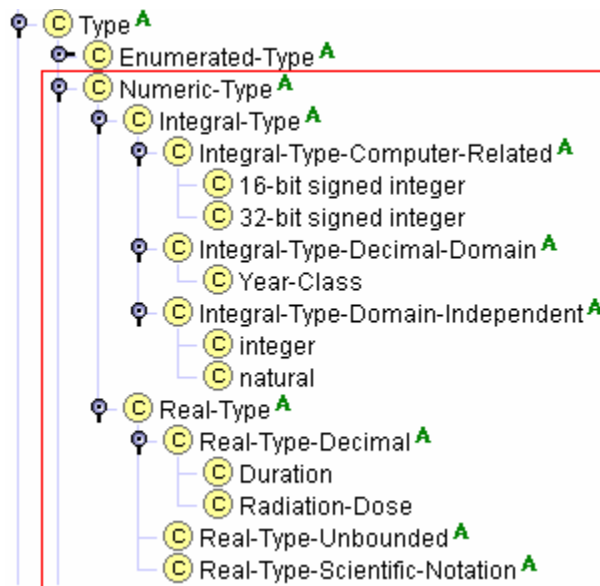 C Type A
C Enumerated-Type A
C Numeric-Type A
C Integral-Type A
C Integral-Type-Computer-Related A
C 16-bit signed integer
C 32-bit signed integer
C Integral-Type-Decimal-Domain A
C Year-Class
C Integral-Type-Domain-Independent A
C integer
C natural
C Real-Type A
C Real-Type-Decimal A
C Duration
C Radiation-Dose
C Real-Type-Unbounded A
C Real-Type-Scientific-Notation A